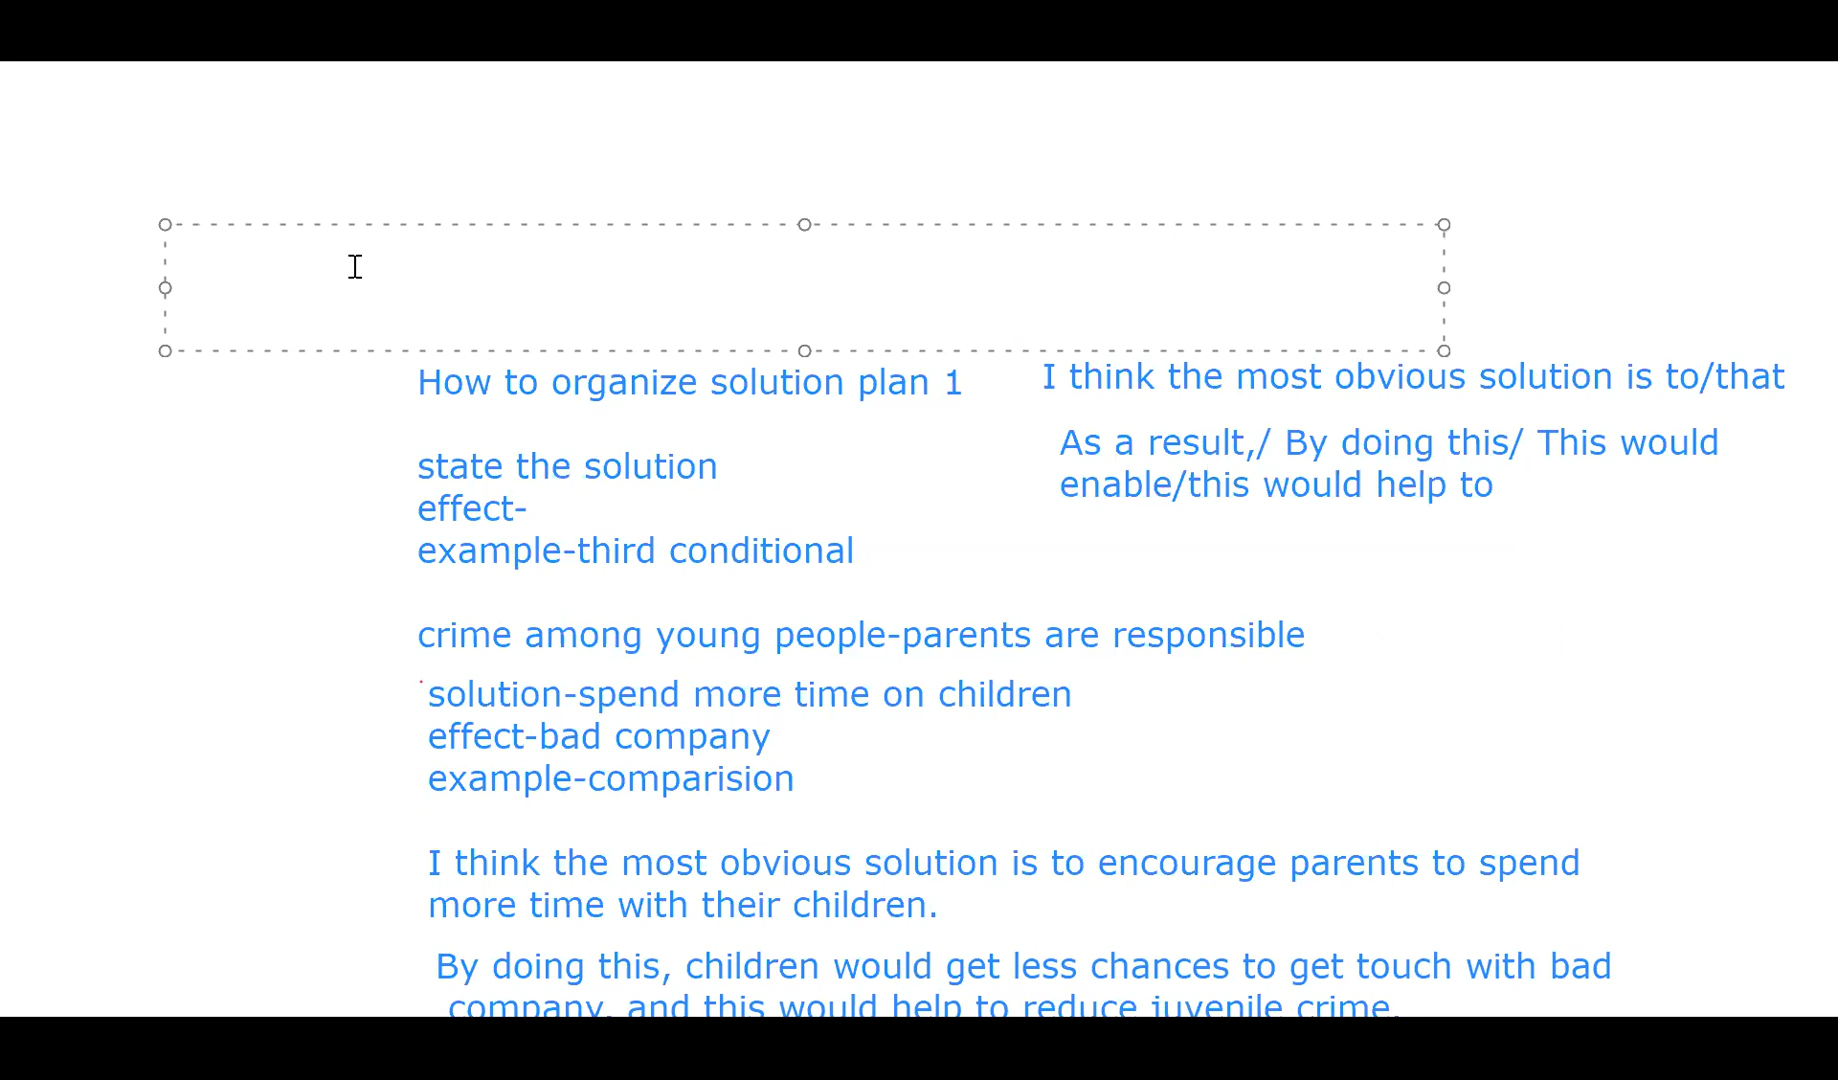 How to organize solution plan 1
I think the most obvious solution is to/that
As a result,/ By doing this/ This would
enable/this would help to
state the solution
effect-
example-third conditional
crime among young people-parents are responsible
solution-spend more time on children
effect-bad company
example-comparision
I think the most obvious solution is to encourage parents to spend
more time with their children.
By doing this, children would get less chances to get touch with bad
company, and this would help to reduce juvenile crime.